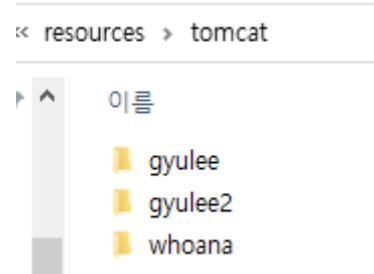 « resources > tomcat
이름
gyulee
gyulee2
whoana